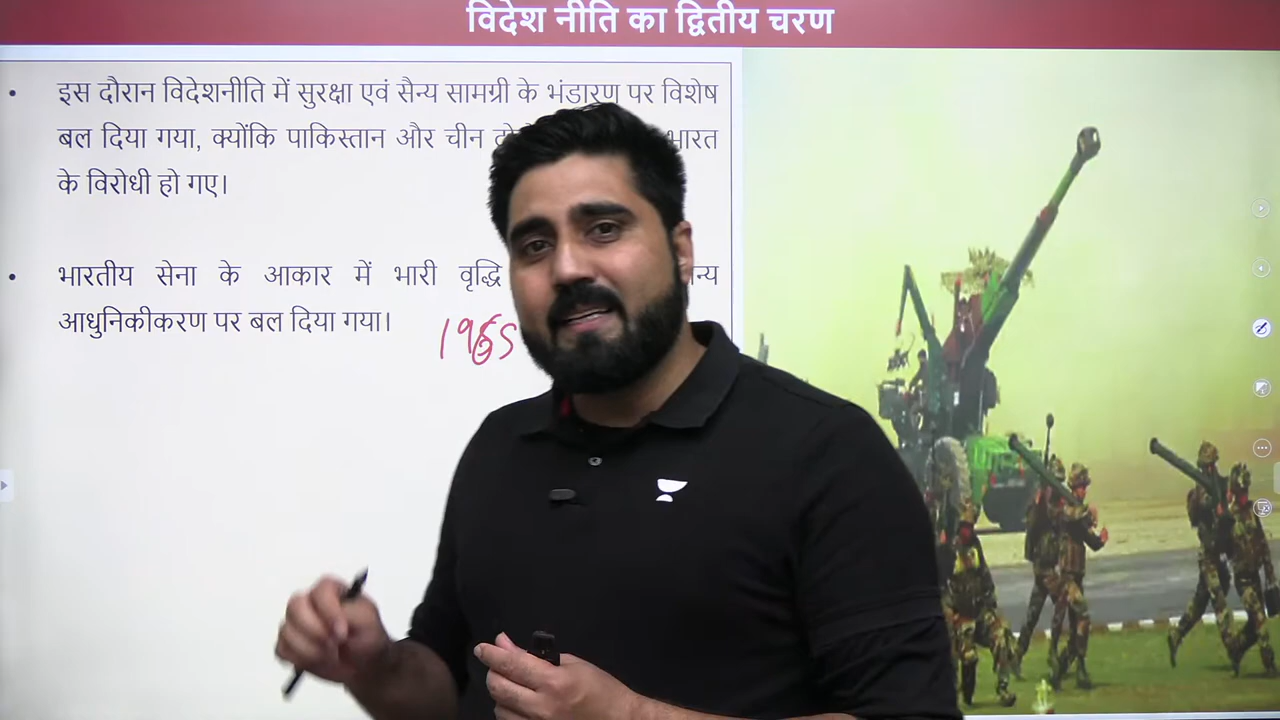 विदेश नीति का द्वितीय चरण
• इस दौरान विदेशनीति में सुरक्षा एवं सैन्य सामग्री के भंडारण पर विशेष
बल दिया गया, क्योंकि पाकिस्तान और चीन भारत
के विरोधी हो गए।
• भारतीय सेना के आकार में भारी वृद्धि
आधुनिकीकरण पर बल दिया गया।
1965